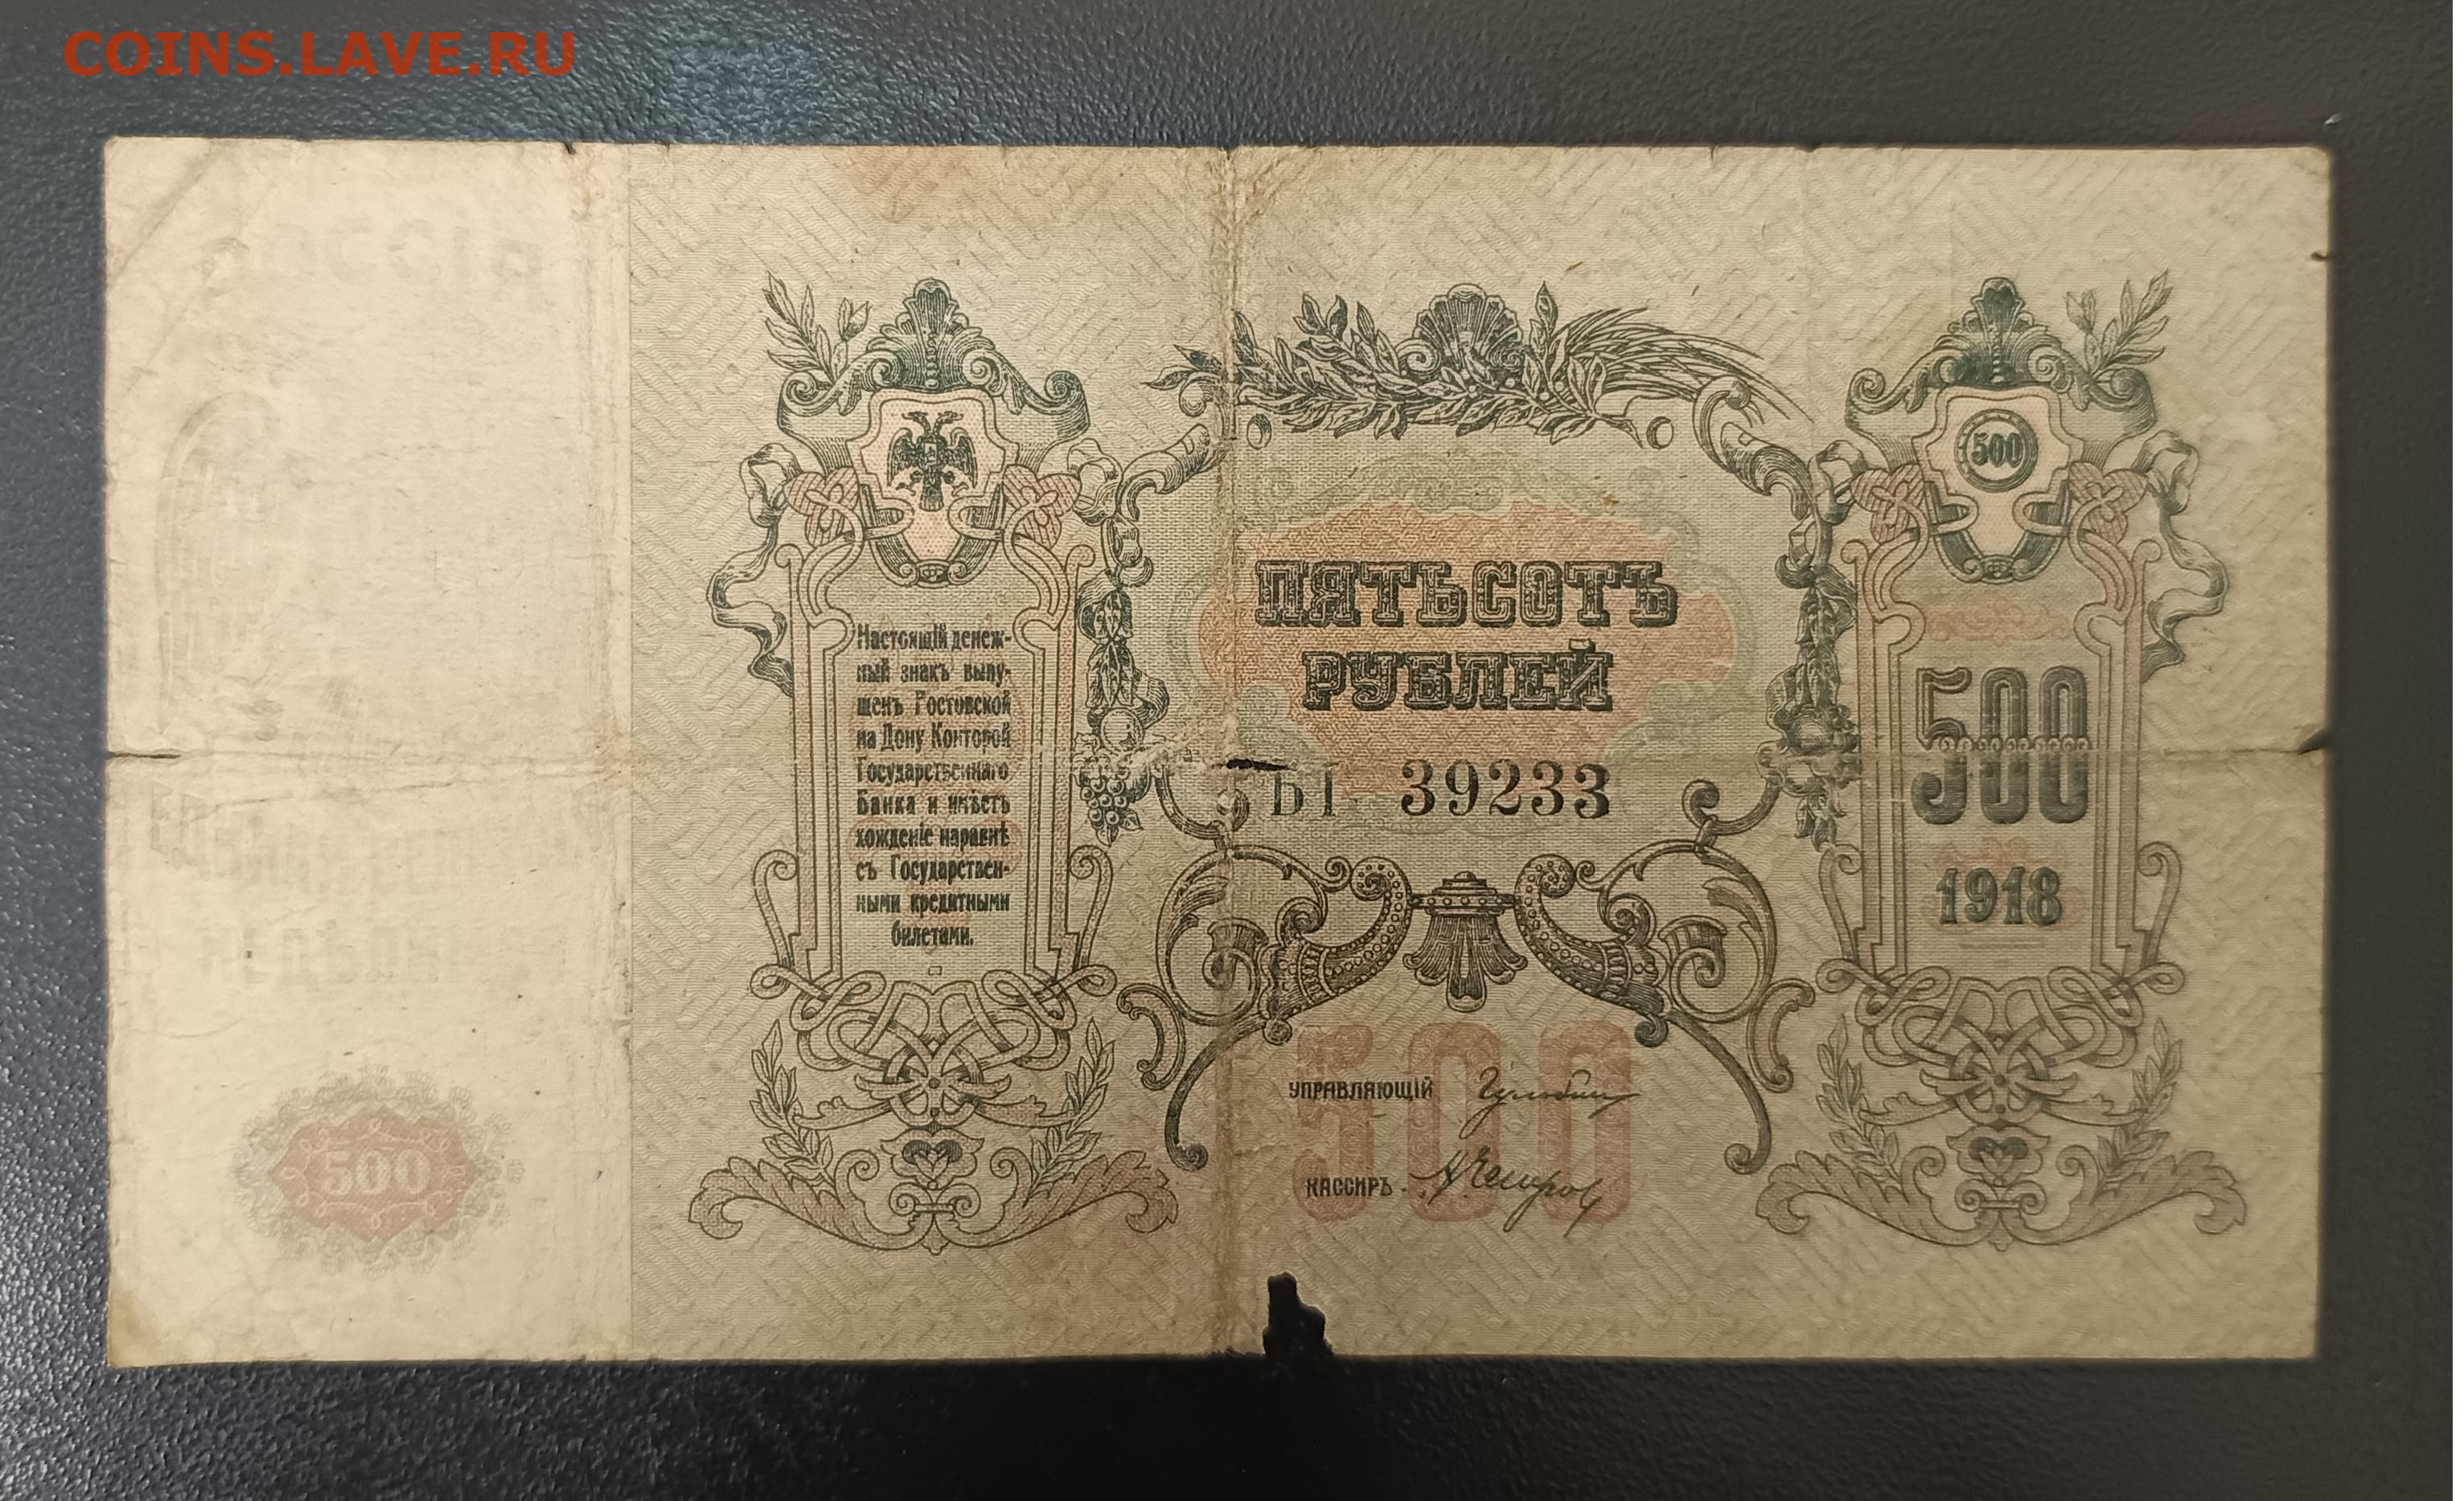 COINS.LAVE.RU
500
Настоящій денеж-
ный знакъ выпу-
щенъ Ростовской
на Дону Конторой
Государственнаго
Банка и имѣетъ
хожденіе наравнѣ
съ Государствен-
ными кредитными
билетами.
ПЯТЬСОТЪ
РУБЛЕЙ
39233
500
1918
500
УПРАВЛЯЮЩІЙ
КАССИРЪ
500